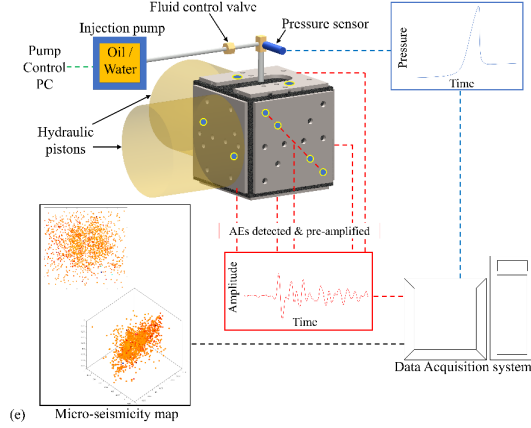 Fluid control valve
Injection pump
Pressure sensor
Pump
Control
PC
Oil /
Water
Pressure
Time
Hydraulic
pistons
AEs detected & pre-amplified
Amplitude
Time
Data Acquisition system
(e)
Micro-seismicity map